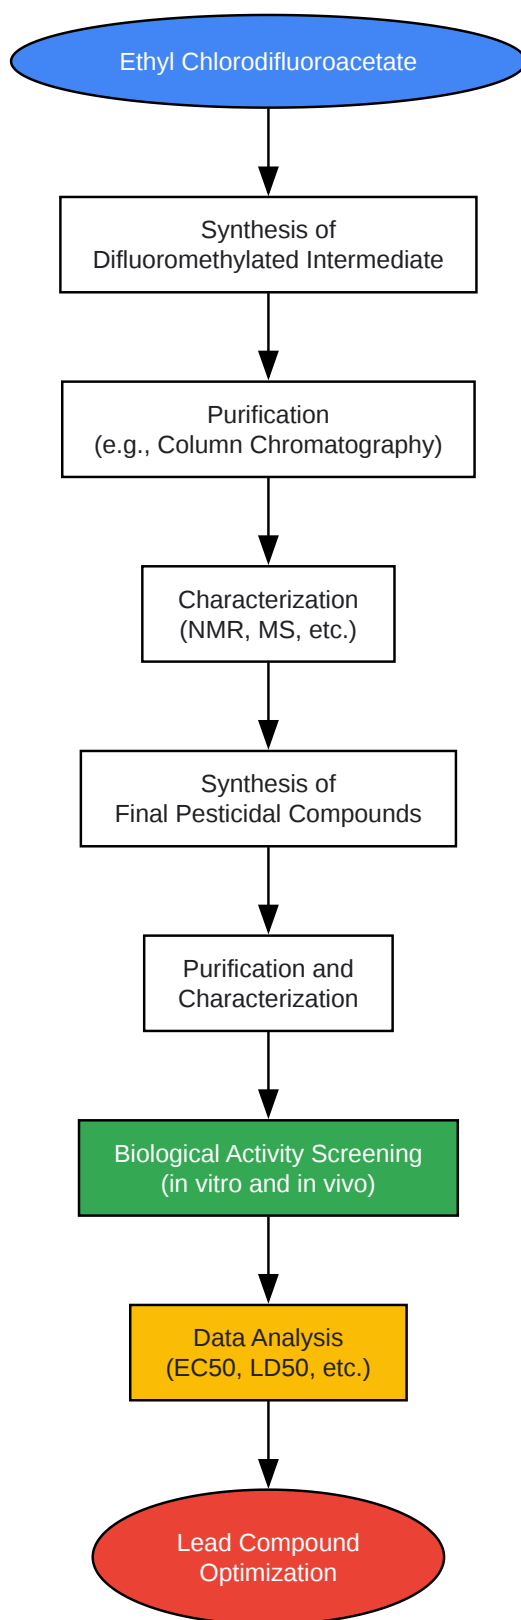 Ethyl Chlorodifluoroacetate
Synthesis of
Difluoromethylated Intermediate
Purification
(e.g., Column Chromatography)
Characterization
(NMR, MS, etc.)
Synthesis of
Final Pesticidal Compounds
Purification and
Characterization
Biological Activity Screening
(in vitro and in vivo)
Data Analysis
(EC50, LD50, etc.)
Lead Compound
Optimization